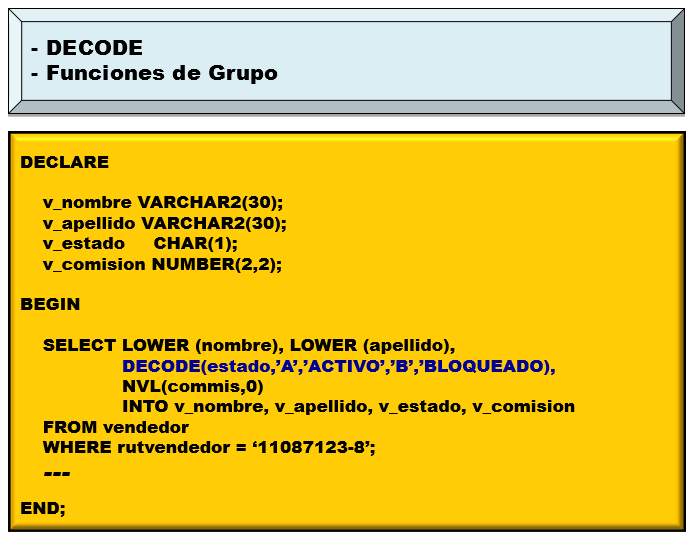 - DECODE
- Funciones de Grupo
DECLARE
v_nombre VARCHAR2(30);
v_apellido VARCHAR2(30);
v_estado CHAR(1);
v_comision NUMBER(2,2);
BEGIN
SELECT LOWER (nombre), LOWER (apellido),
DECODE(estado,’A’,’ACTIVO’,’B’,’BLOQUEADO),
NVL(commis,0)
INTO v_nombre, v_apellido, v_estado, v_comision
FROM vendedor
WHERE rutvendedor = ‘11087123-8’;
---
END;